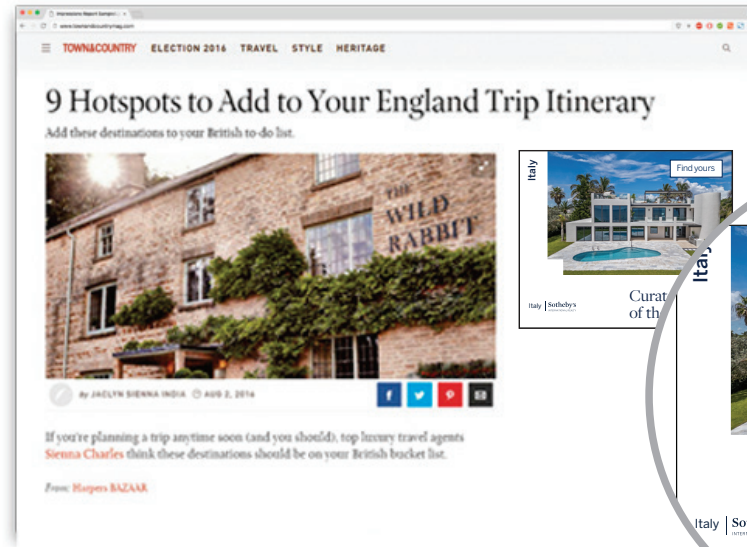 www.townandcountrymag.com
TOWN&COUNTRY ELECTION 2016 TRAVEL STYLE HERITAGE
9 Hotspots to Add to Your England Trip Itinerary
Add these destinations to your British to-do list.
THE
WILD
RABBIT
By JACLYN SIENNA INDIA AUG 2, 2016
If you're planning a trip anytime soon (and you should), top luxury travel agents
Sienna Charles think these destinations should be on your British bucket list.
From: Harpers BAZAAR
Italy
Find yours
Italy Sotheby's
Curat
of th
Italy
Italy So